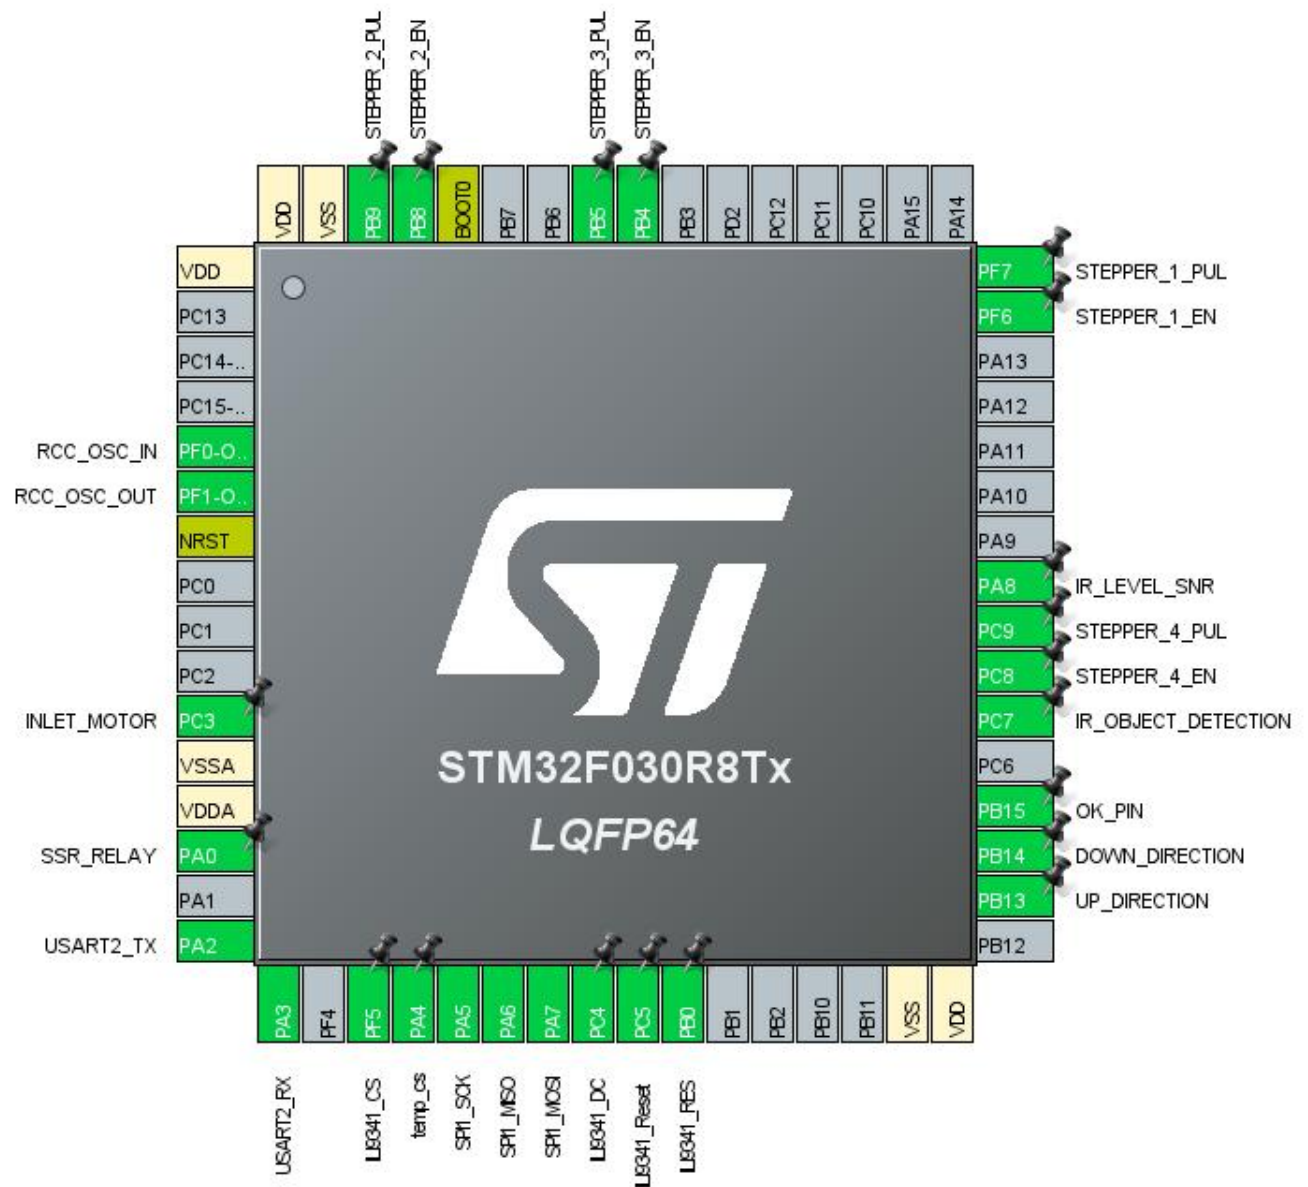 STEPPER_2_PUL
STEPPER_2_EN
STEPPER_3_PUL
STEPPER_3_EN
VDD
VSS
PB9
PB8
BOOT0
PB7
PB6
PB5
PB4
PB3
PD2
PC12
PC11
PC10
PA15
PA14
VDD
PC13
PC14-..
PC15-..
RCC_OSC_IN PF0-O..
RCC_OSC_OUT PF1-O..
NRST
PC0
PC1
PC2
INLET_MOTOR PC3
VSSA
VDDA
SSR_RELAY PA0
PA1
USART2_TX PA2
STM32F030R8Tx
LQFP64
PF7 STEPPER_1_PUL
PF6 STEPPER_1_EN
PA13
PA12
PA11
PA10
PA9
PA8 IR_LEVEL_SNR
PC9 STEPPER_4_PUL
PC8 STEPPER_4_EN
PC7 IR_OBJECT_DETECTION
PC6
PB15 OK_PIN
PB14 DOWN_DIRECTION
PB13 UP_DIRECTION
PB12
PA3
PF4
PF5
PA4
PA5
PA6
PA7
PC4
PC5
PB0
PB1
PB2
PB10
PB11
VSS
VDD
USART2_RX
LI9341_CS
temp_cs
SPI1_SCK
SPI1_MISO
SPI1_MOSI
LI9341_DC
LI9341_Reset
LI9341_RES